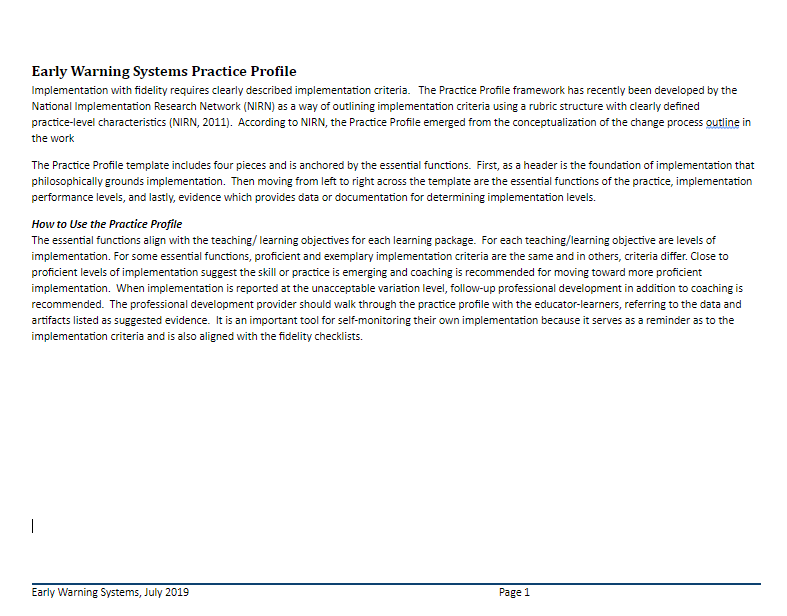 Early Warning Systems Practice Profile
Implementation with fidelity requires clearly described implementation criteria.   The Practice Profile framework has recently been developed by the
National Implementation Research Network (NIRN) as a way of outlining implementation criteria using a rubric structure with clearly defined
practice-level characteristics (NIRN, 2011).  According to NIRN, the Practice Profile emerged from the conceptualization of the change process outline in
the work
The Practice Profile template includes four pieces and is anchored by the essential functions.  First, as a header is the foundation of implementation that
philosophically grounds implementation.  Then moving from left to right across the template are the essential functions of the practice, implementation
performance levels, and lastly, evidence which provides data or documentation for determining implementation levels.
How to Use the Practice Profile
The essential functions align with the teaching/ learning objectives for each learning package.  For each teaching/learning objective are levels of
implementation. For some essential functions, proficient and exemplary implementation criteria are the same and in others, criteria differ. Close to
proficient levels of implementation suggest the skill or practice is emerging and coaching is recommended for moving toward more proficient
implementation.  When implementation is reported at the unacceptable variation level, follow-up professional development in addition to coaching is
recommended.  The professional development provider should walk through the practice profile with the educator-learners, referring to the data and
artifacts listed as suggested evidence.  It is an important tool for self-monitoring their own implementation because it serves as a reminder as to the
implementation criteria and is also aligned with the fidelity checklists.
Early Warning Systems, July 2019 Page 1